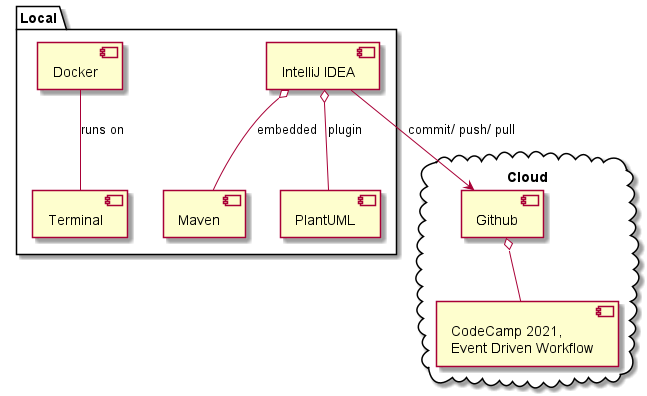 Local
Docker
IntelliJ IDEA
runs on
embedded
plugin
commit/ push/ pull
Cloud
Terminal
Maven
PlantUML
Github
CodeCamp 2021,
Event Driven Workflow